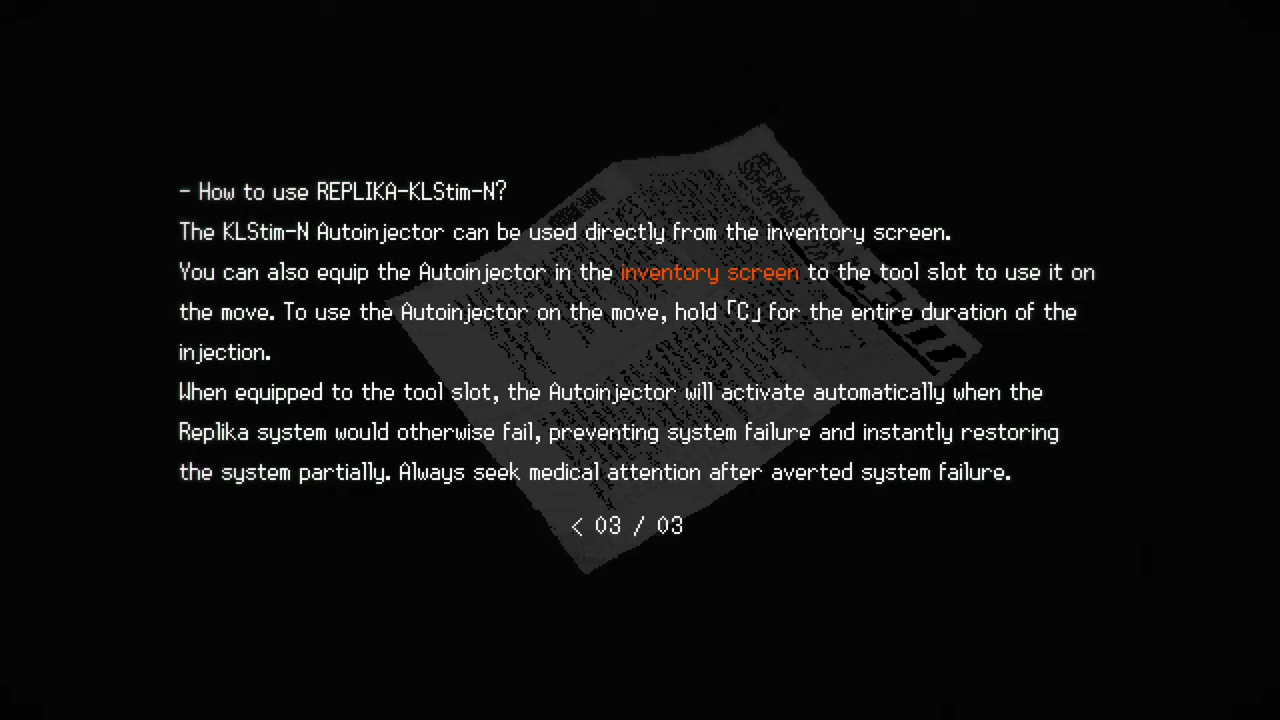 - How to use REPLIKA-KLStim-N?
The KLStim-N Autoinjector can be used directly from the inventory screen.
You can also equip the Autoinjector in the inventory screen to the tool slot to use it on
the move. To use the Autoinjector on the move, hold「C」for the entire duration of the
injection.
When equipped to the tool slot, the Autoinjector will activate automatically when the
Replika system would otherwise fail, preventing system failure and instantly restoring
the system partially. Always seek medical attention after averted system failure.
< 03 / 03